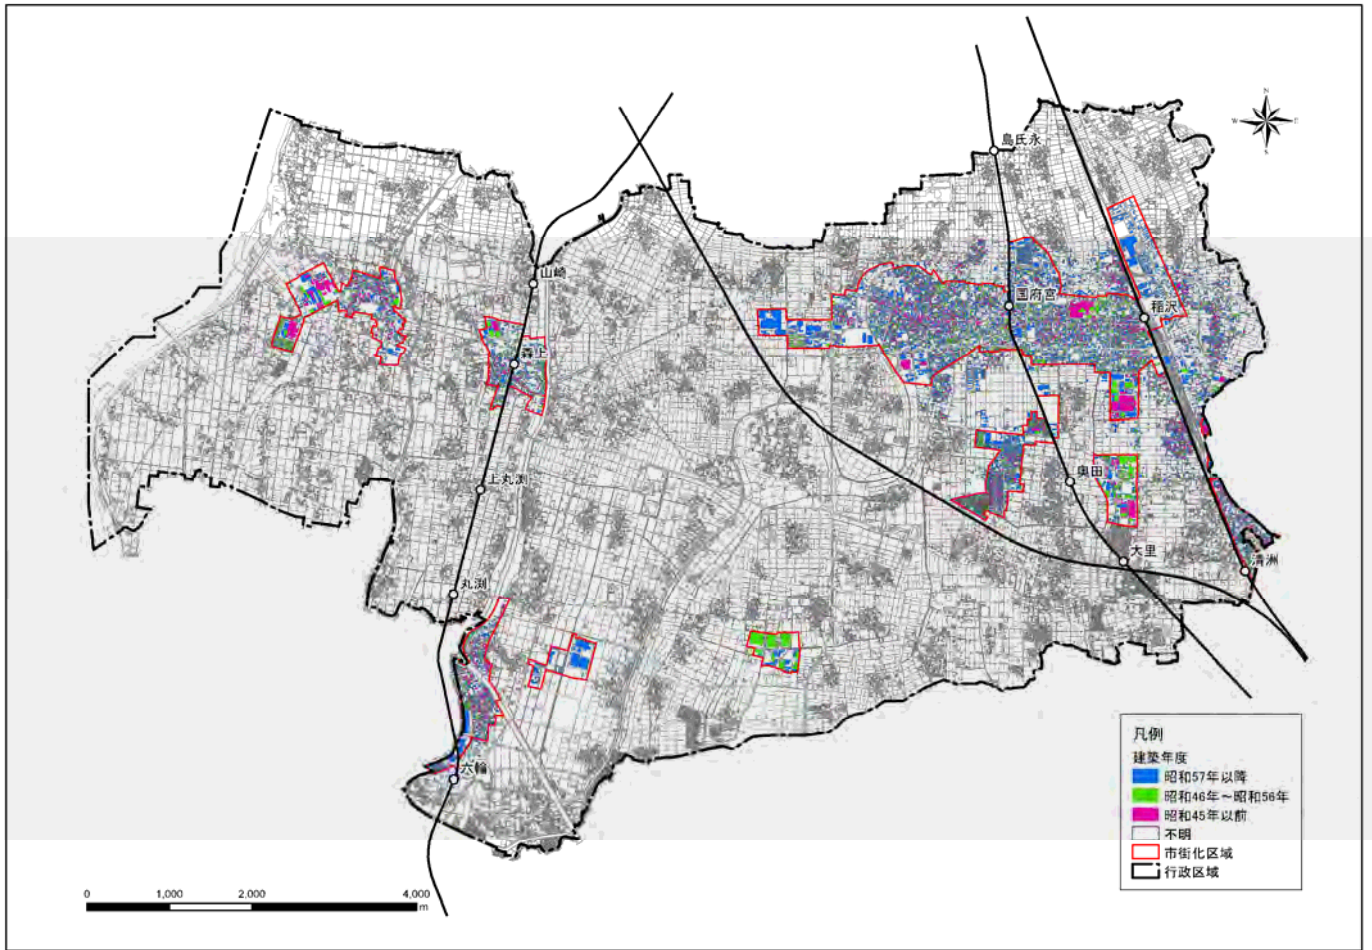 N
W
E
S
島氏永
山崎
国府宮
稲沢
森上
奥田
上丸渕
大里
清洲
丸渕
六輪
凡例
建築年度
昭和57年以降
昭和46年～昭和56年
昭和45年以前
不明
市街化区域
行政区域
0 1,000 2,000 4,000
m